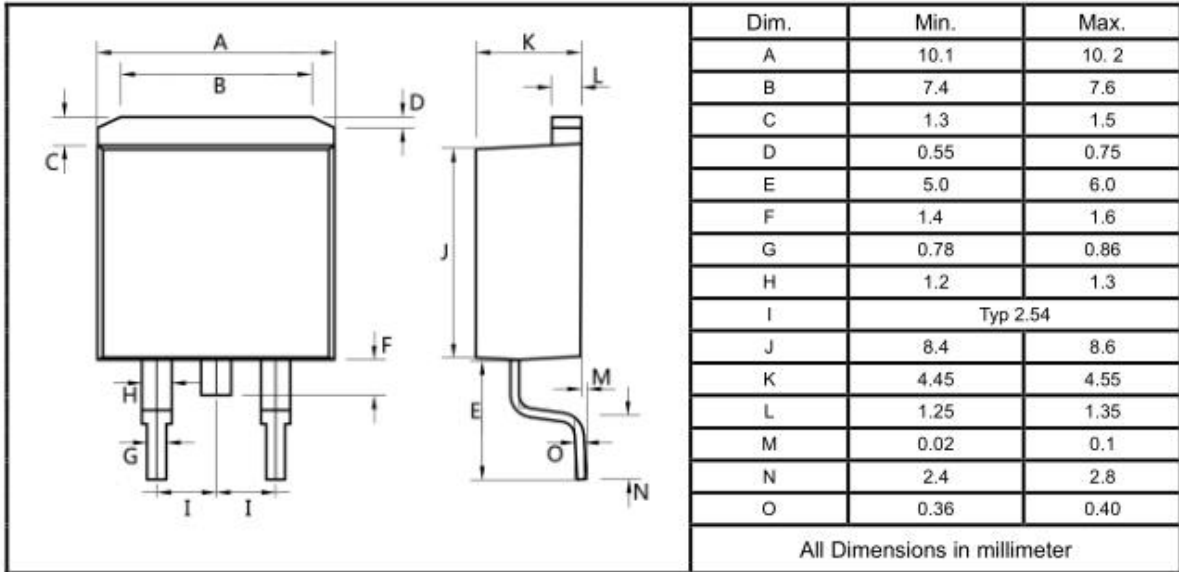 A
B
C
D
K
L
J
F
H
G
I I
E
M
O
N
Dim. Min. Max.
A 10.1 10. 2
B 7.4 7.6
C 1.3 1.5
D 0.55 0.75
E 5.0 6.0
F 1.4 1.6
G 0.78 0.86
H 1.2 1.3
I Typ 2.54
J 8.4 8.6
K 4.45 4.55
L 1.25 1.35
M 0.02 0.1
N 2.4 2.8
O 0.36 0.40
All Dimensions in millimeter